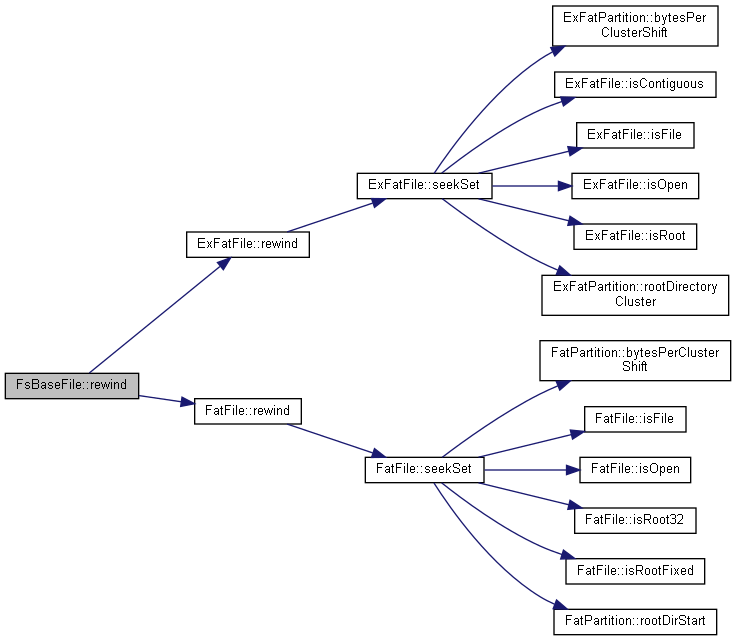 ExFatPartition::bytesPer
ClusterShift
ExFatFile::isContiguous
ExFatFile::isFile
ExFatFile::seekSet
ExFatFile::isOpen
ExFatFile::isRoot
ExFatFile::rewind
ExFatPartition::rootDirectory
Cluster
FatPartition::bytesPerCluster
Shift
FsBaseFile::rewind
FatFile::rewind
FatFile::isFile
FatFile::seekSet
FatFile::isOpen
FatFile::isRoot32
FatFile::isRootFixed
FatPartition::rootDirStart